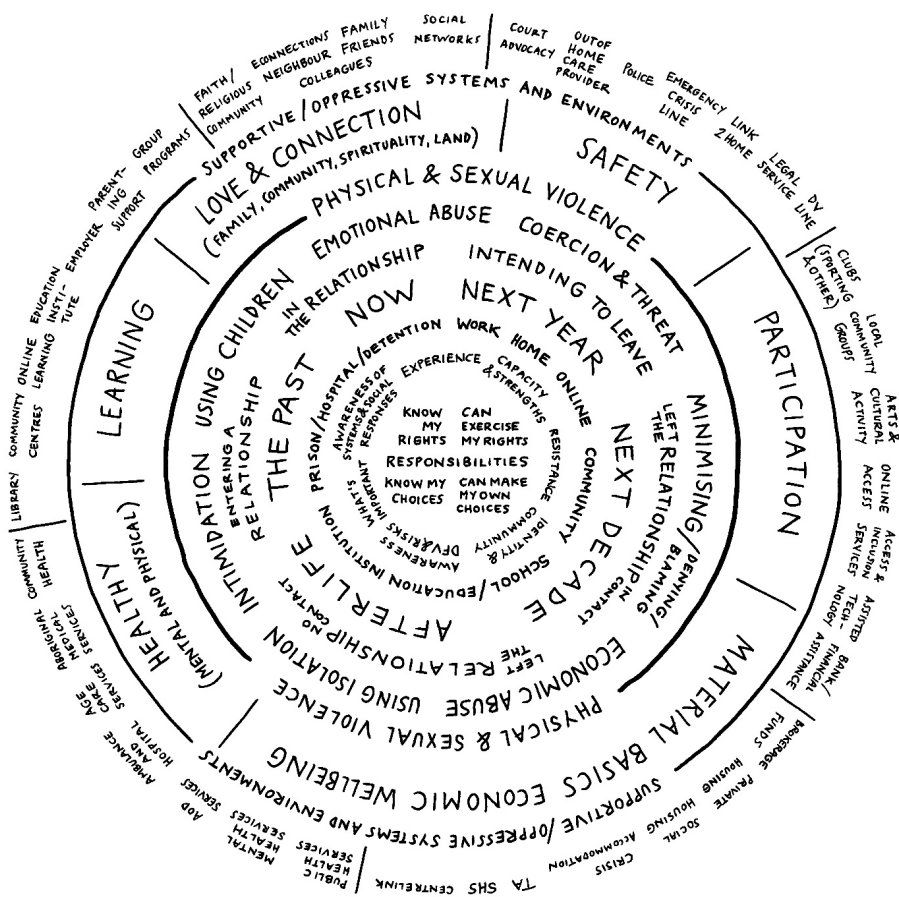 FAITH/
RELIGIOUS
COMMUNITY
ECONNECTIONS
NEIGHBOUR
COLLEAGUES
FAMILY
FRIENDS
SOCIAL
NETWORKS
COURT
ADVOCACY
OUT OF
HOME
CARE
PROVIDER
POLICE
EMERGENCY
CRISIS
LINE
LINK
2 HOME
LEGAL
SERVICE
DV
LINE
CLUBS
(SPORTING
& OTHER)
LOCAL
COMMUNITY
GROUPS
ARTS &
CULTURAL
ACTIVITY
ONLINE
ACCESS
ACCESS &
INCLUSION
SERVICES
ASSISTED
TECH-
NOLOGY
BANK/
FINANCIAL
ASSISTANCE
BROKERAGE
FUNDS
PRIVATE
HOUSING
SOCIAL
HOUSING
CRISIS
ACCOMMODATION
TA
SHS
CENTRELINK
PUBLIC
HEALTH
SERVICES
MENTAL
HEALTH
SERVICES
AOD
SERVICES
AMBULANCE
AND
HOSPITAL
AGE
CARE
SERVICES
ABORIGINAL
MEDICAL
SERVICES
COMMUNITY
HEALTH
LIBRARY
COMMUNITY
CENTRES
ONLINE
LEARNING
EDUCATION
INSTI-
TUTE
EMPLOYER
PARENT-
ING
SUPPORT
GROUP
PROGRAMS
SUPPORTIVE/OPPRESSIVE SYSTEMS AND ENVIRONMENTS
SUPPORTIVE/OPPRESSIVE SYSTEMS AND ENVIRONMENTS
LOVE & CONNECTION
(FAMILY, COMMUNITY, SPIRITUALITY, LAND)
SAFETY
PARTICIPATION
MATERIAL BASICS ECONOMIC WELLBEING
HEALTHY
(MENTAL AND PHYSICAL)
LEARNING
PHYSICAL & SEXUAL VIOLENCE
PHYSICAL & SEXUAL VIOLENCE
EMOTIONAL ABUSE
COERCION & THREAT
MINIMISING/DENYING/
BLAMING
ECONOMIC ABUSE
USING ISOLATION
INTIMIDATION
USING CHILDREN
IN
THE RELATIONSHIP
INTENDING TO LEAVE
LEFT
THE RELATIONSHIP
IN CONTACT
LEFT
THE RELATIONSHIP
NO CONTACT
ENTERING A
RELATIONSHIP
THE PAST
NOW
NEXT YEAR
NEXT DECADE
AFTERLIFE
PRISON/HOSPITAL/DETENTION
WORK
HOME
ONLINE
COMMUNITY
SCHOOL/EDUCATION INSTITUTION
AWARENESS OF
SYSTEMS & SOCIAL
RESPONSES
EXPERIENCE
CAPACITY
& STRENGTHS
RESISTANCE
IDENTITY &
COMMUNITY
AWARENESS
DFV & RISKS
WHAT'S
IMPORTANT
KNOW
MY
RIGHTS
CAN
EXERCISE
MY RIGHTS
RESPONSIBILITIES
KNOW MY
CHOICES
CAN MAKE
MY OWN
CHOICES